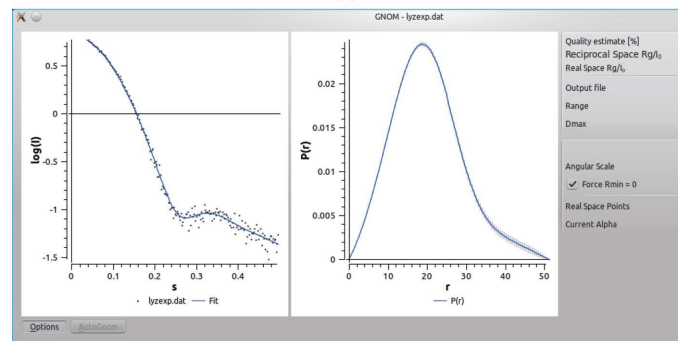 GNOM - lyzexp.dat
0.5
0
-0.5
-1
-1.5
log(I)
0 0.1 0.2 0.3 0.4
s
lyzexp.dat Fit
0.02
0.015
0.01
0.005
0
P(r)
0 10 20 30 40 50
r
P(r)
Quality estimate [%]
Reciprocal Space Rg/I₀
Real Space Rg/I₀
Output file
Range
Dmax
Angular Scale
Force Rmin = 0
Real Space Points
Current Alpha
Options AutoGnom